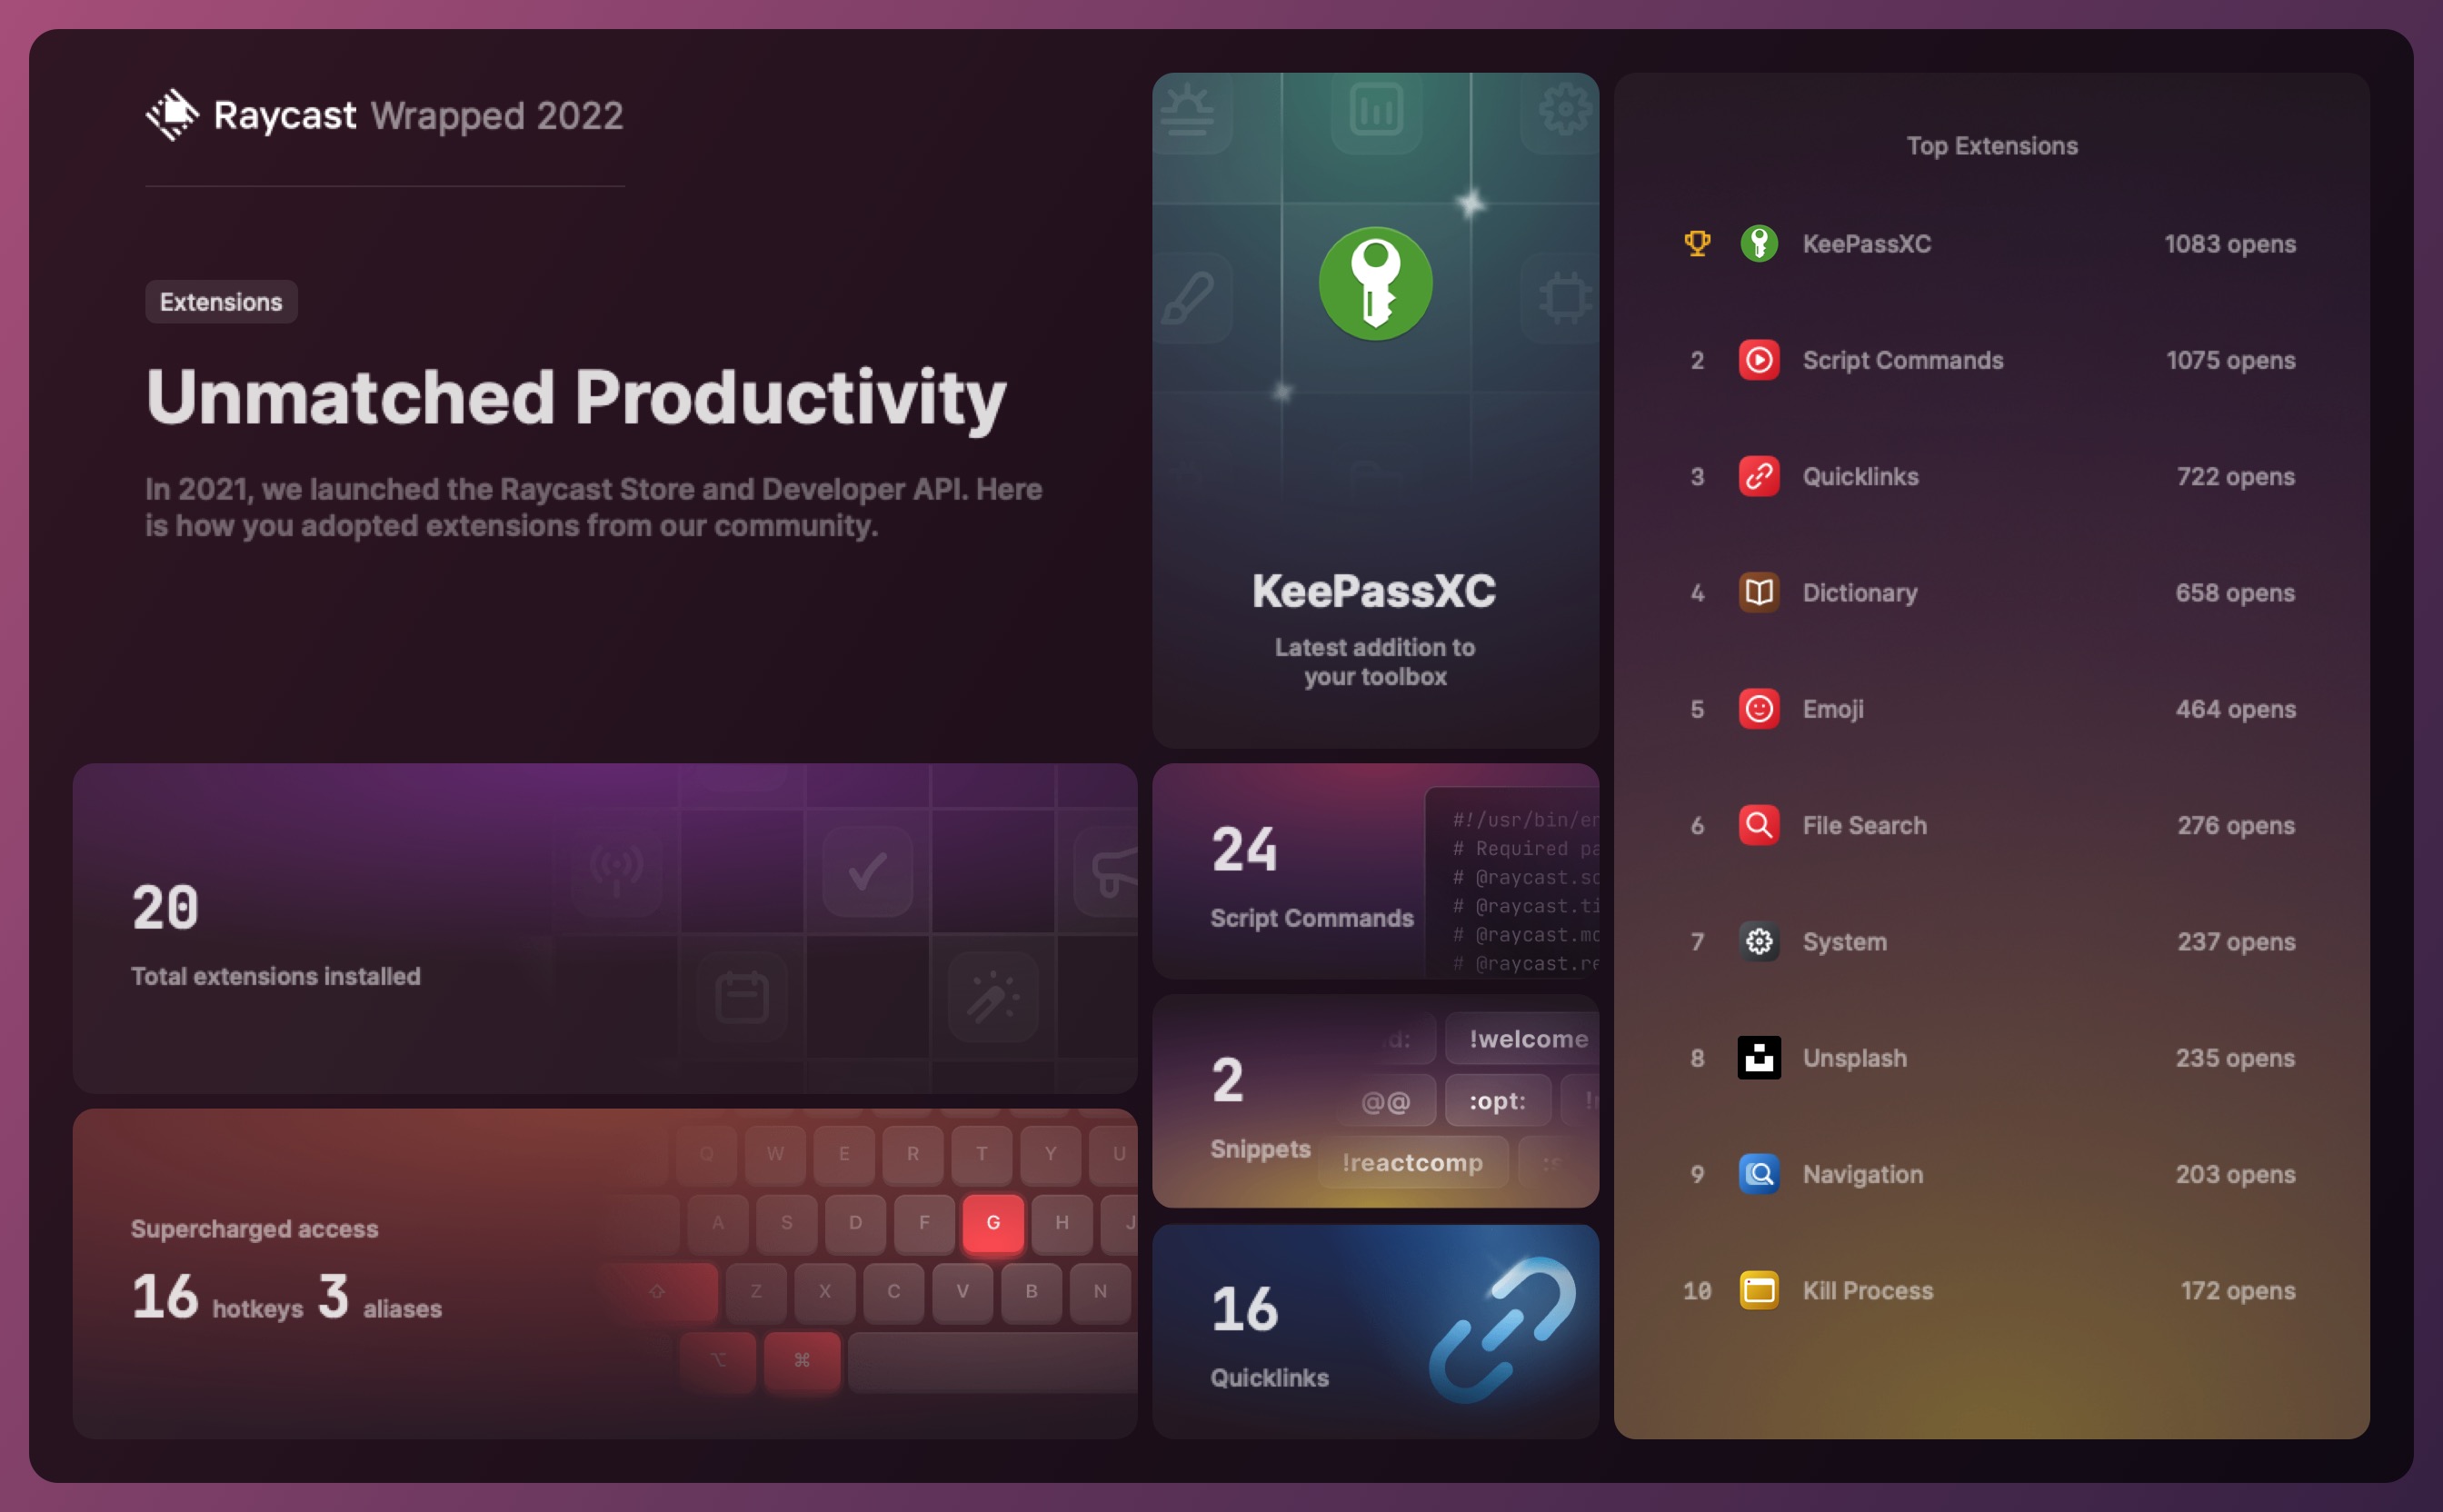 Raycast Wrapped 2022
Extensions
Unmatched Productivity
In 2021, we launched the Raycast Store and Developer API. Here
is how you adopted extensions from our community.
KeePassXC
Latest addition to
your toolbox
20
Total extensions installed
Supercharged access
16 hotkeys 3 aliases
Q W E R T Y U
A S D F G H J
⇧ Z X C V B N
⌥ ⌘
24
Script Commands
#!/usr/bin/en
# Required pa
# @raycast.sc
# @raycast.ti
# @raycast.mo
# @raycast.re
2
Snippets
d: !welcome
@@ :opt:
!reactcomp
16
Quicklinks
Top Extensions
KeePassXC 1083 opens
2 Script Commands 1075 opens
3 Quicklinks 722 opens
4 Dictionary 658 opens
5 Emoji 464 opens
6 File Search 276 opens
7 System 237 opens
8 Unsplash 235 opens
9 Navigation 203 opens
10 Kill Process 172 opens